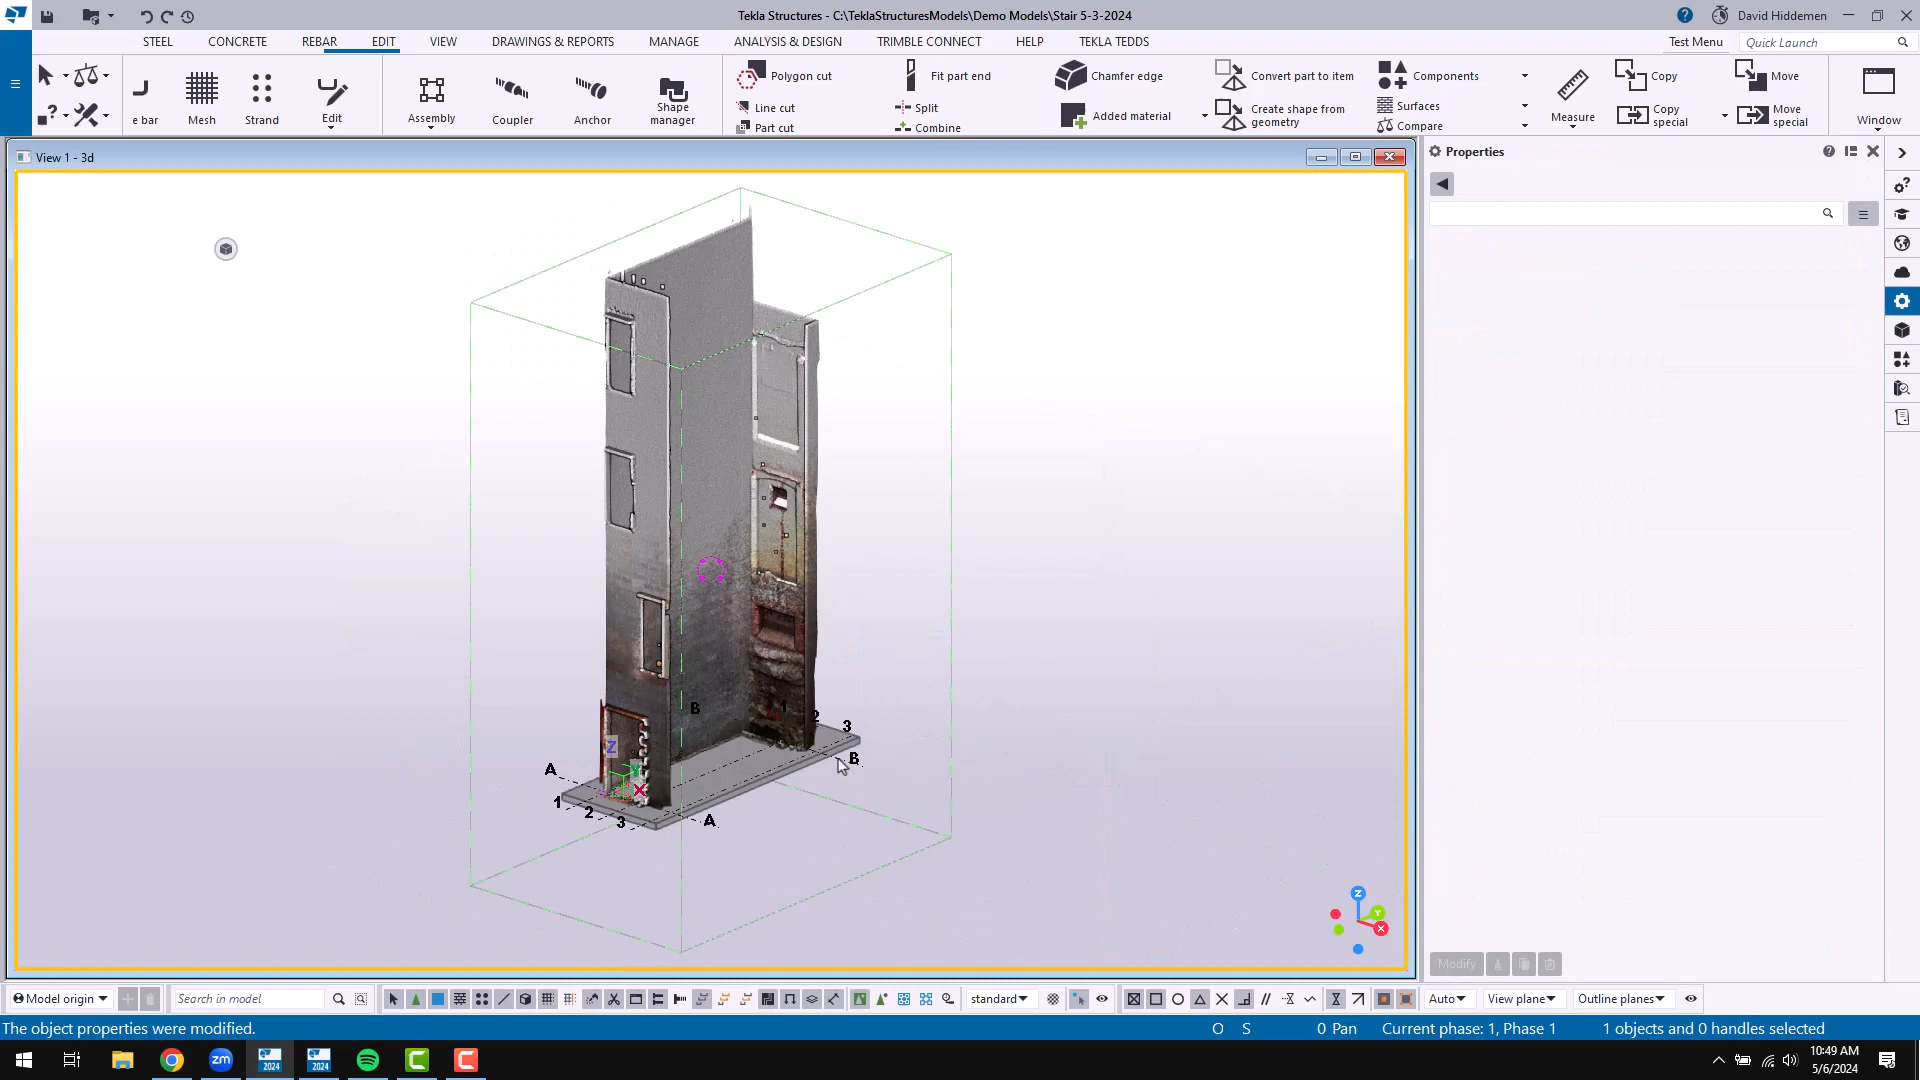 Tekla Structures - C:\TeklaStructuresModels\Demo Models\Stair 5-3-2024
David Hiddemen
STEEL CONCRETE REBAR EDIT VIEW DRAWINGS & REPORTS MANAGE ANALYSIS & DESIGN TRIMBLE CONNECT HELP TEKLA TEDDS
Test Menu
Quick Launch
e bar
Mesh
Strand
Edit
Assembly
Coupler
Anchor
Shape manager
Polygon cut
Line cut
Part cut
Fit part end
Split
Combine
Chamfer edge
Added material
Convert part to item
Create shape from geometry
Components
Surfaces
Compare
Measure
Copy
Copy special
Move
Move special
Window
View 1 - 3d
Properties
B
1
2
3
B
Z
Y
X
A
1
2
3
A
Z
Y
X
Modify
Model origin
Search in model
standard
Auto
View plane
Outline planes
The object properties were modified.
O S 0 Pan Current phase: 1, Phase 1 1 objects and 0 handles selected
zm
2024
2024
10:49 AM
5/6/2024